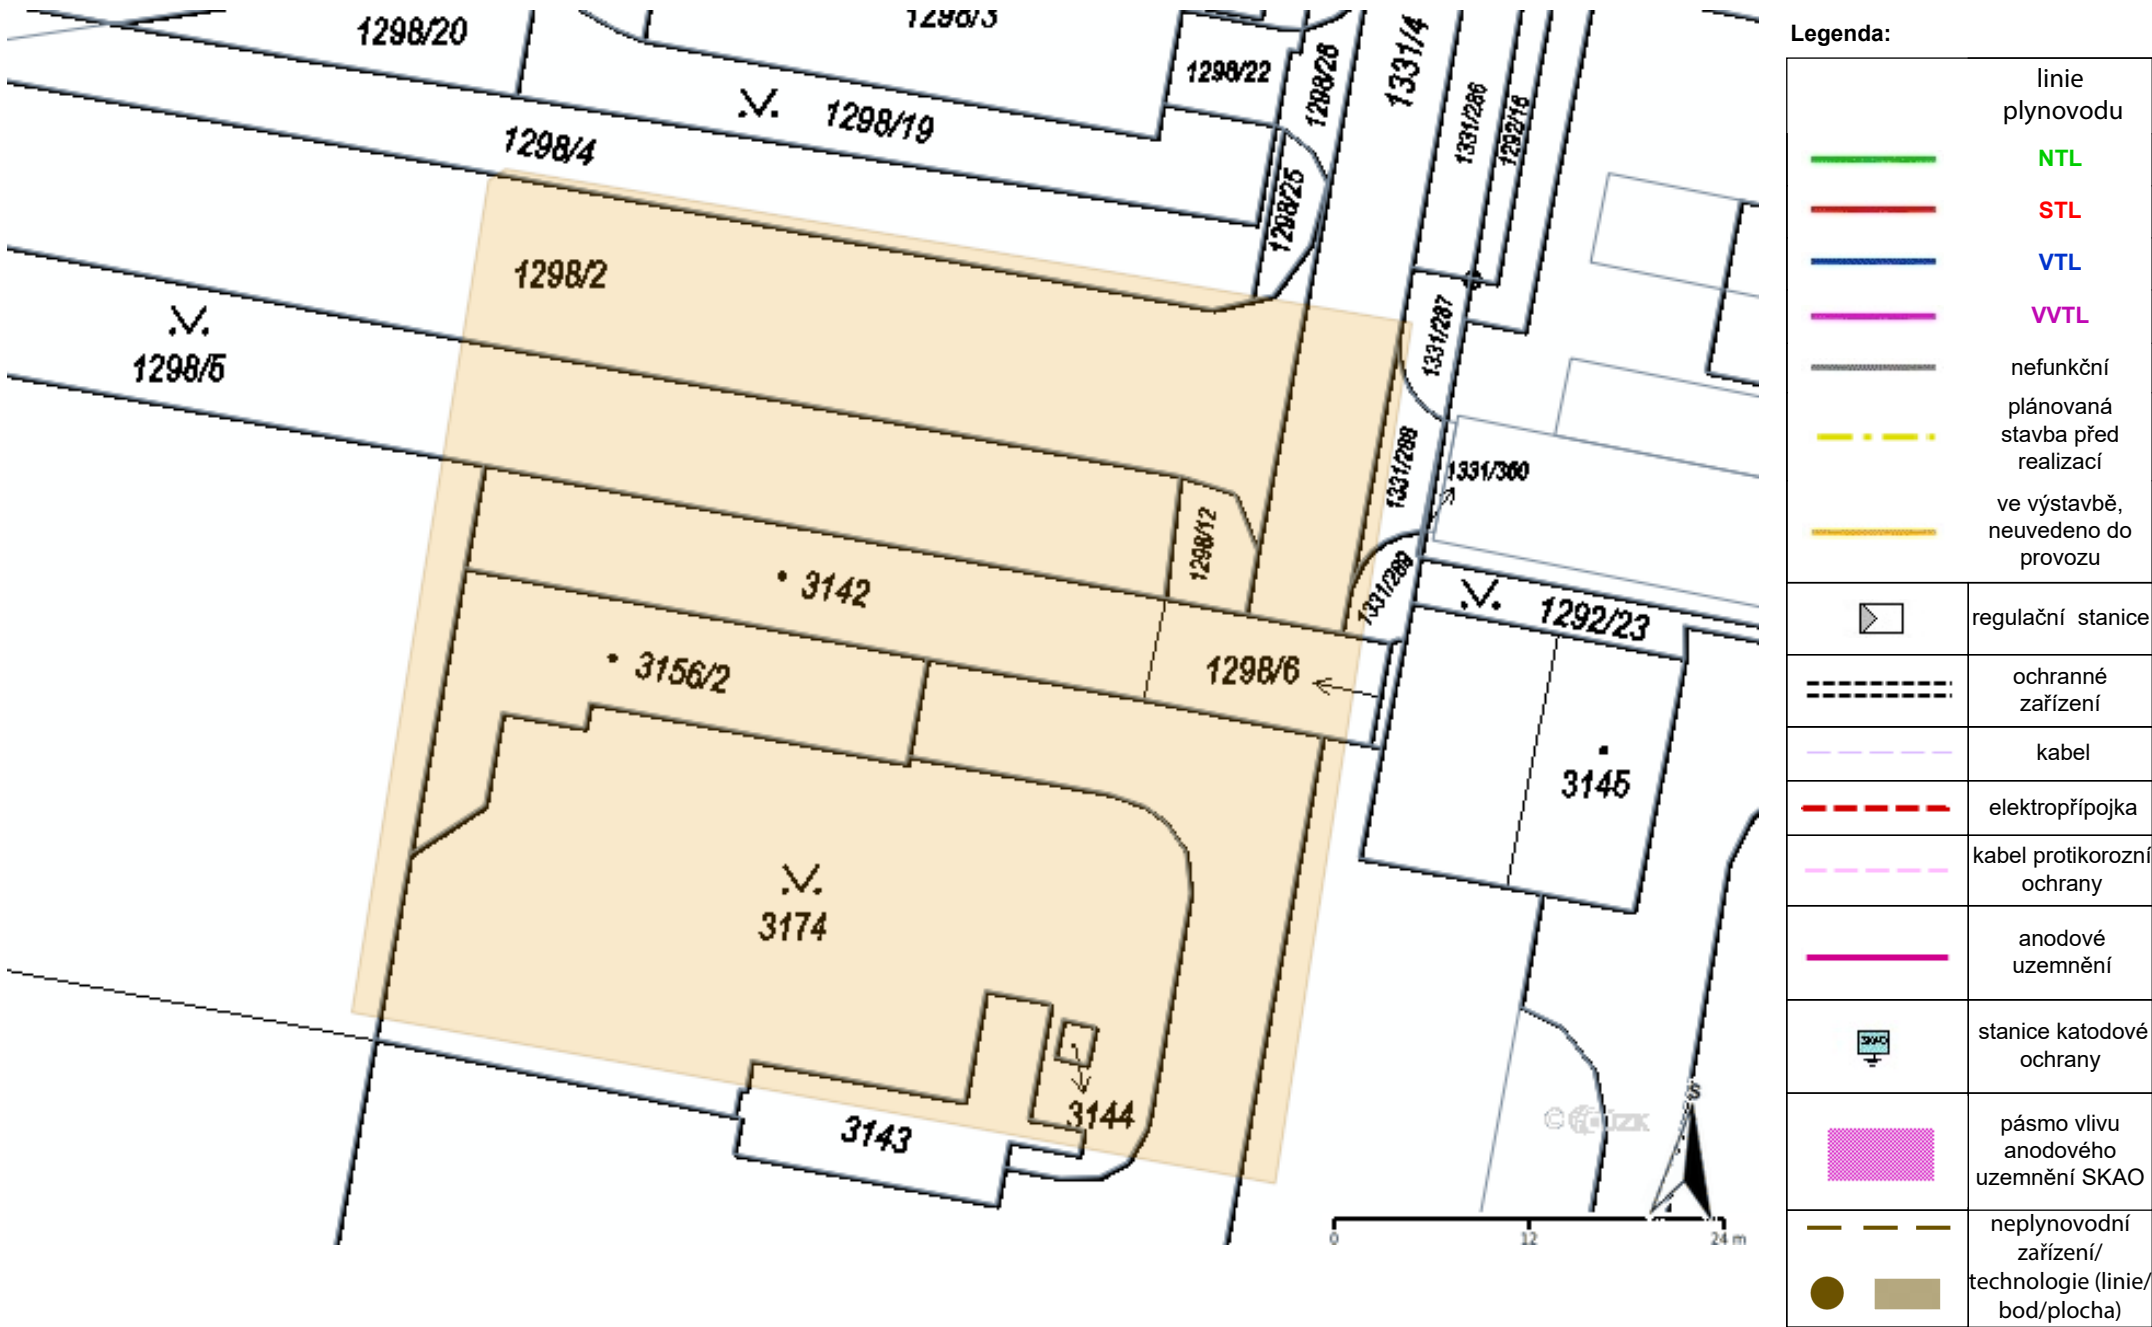 1298/20
1298/3
1298/22
1298/26
1331/4
1331/286
1292/16
1298/19
1298/4
1298/25
1298/2
1331/287
1298/5
1331/288
1331/360
1298/12
3142
1331/289
1292/23
3156/2
1298/6
3145
3174
3144
3143
Š
0 12 24 m
Legenda:
linie
plynovodu
NTL
STL
VTL
VVTL
nefunkční
plánovaná
stavba před
realizací
ve výstavbě,
neuvedeno do
provozu
regulační stanice
ochranné
zařízení
kabel
elektropřípojka
kabel protikorozní
ochrany
anodové
uzemnění
SKAO
stanice katodové
ochrany
pásmo vlivu
anodového
uzemnění SKAO
neplynovodní
zařízení/
technologie (linie/
bod/plocha)